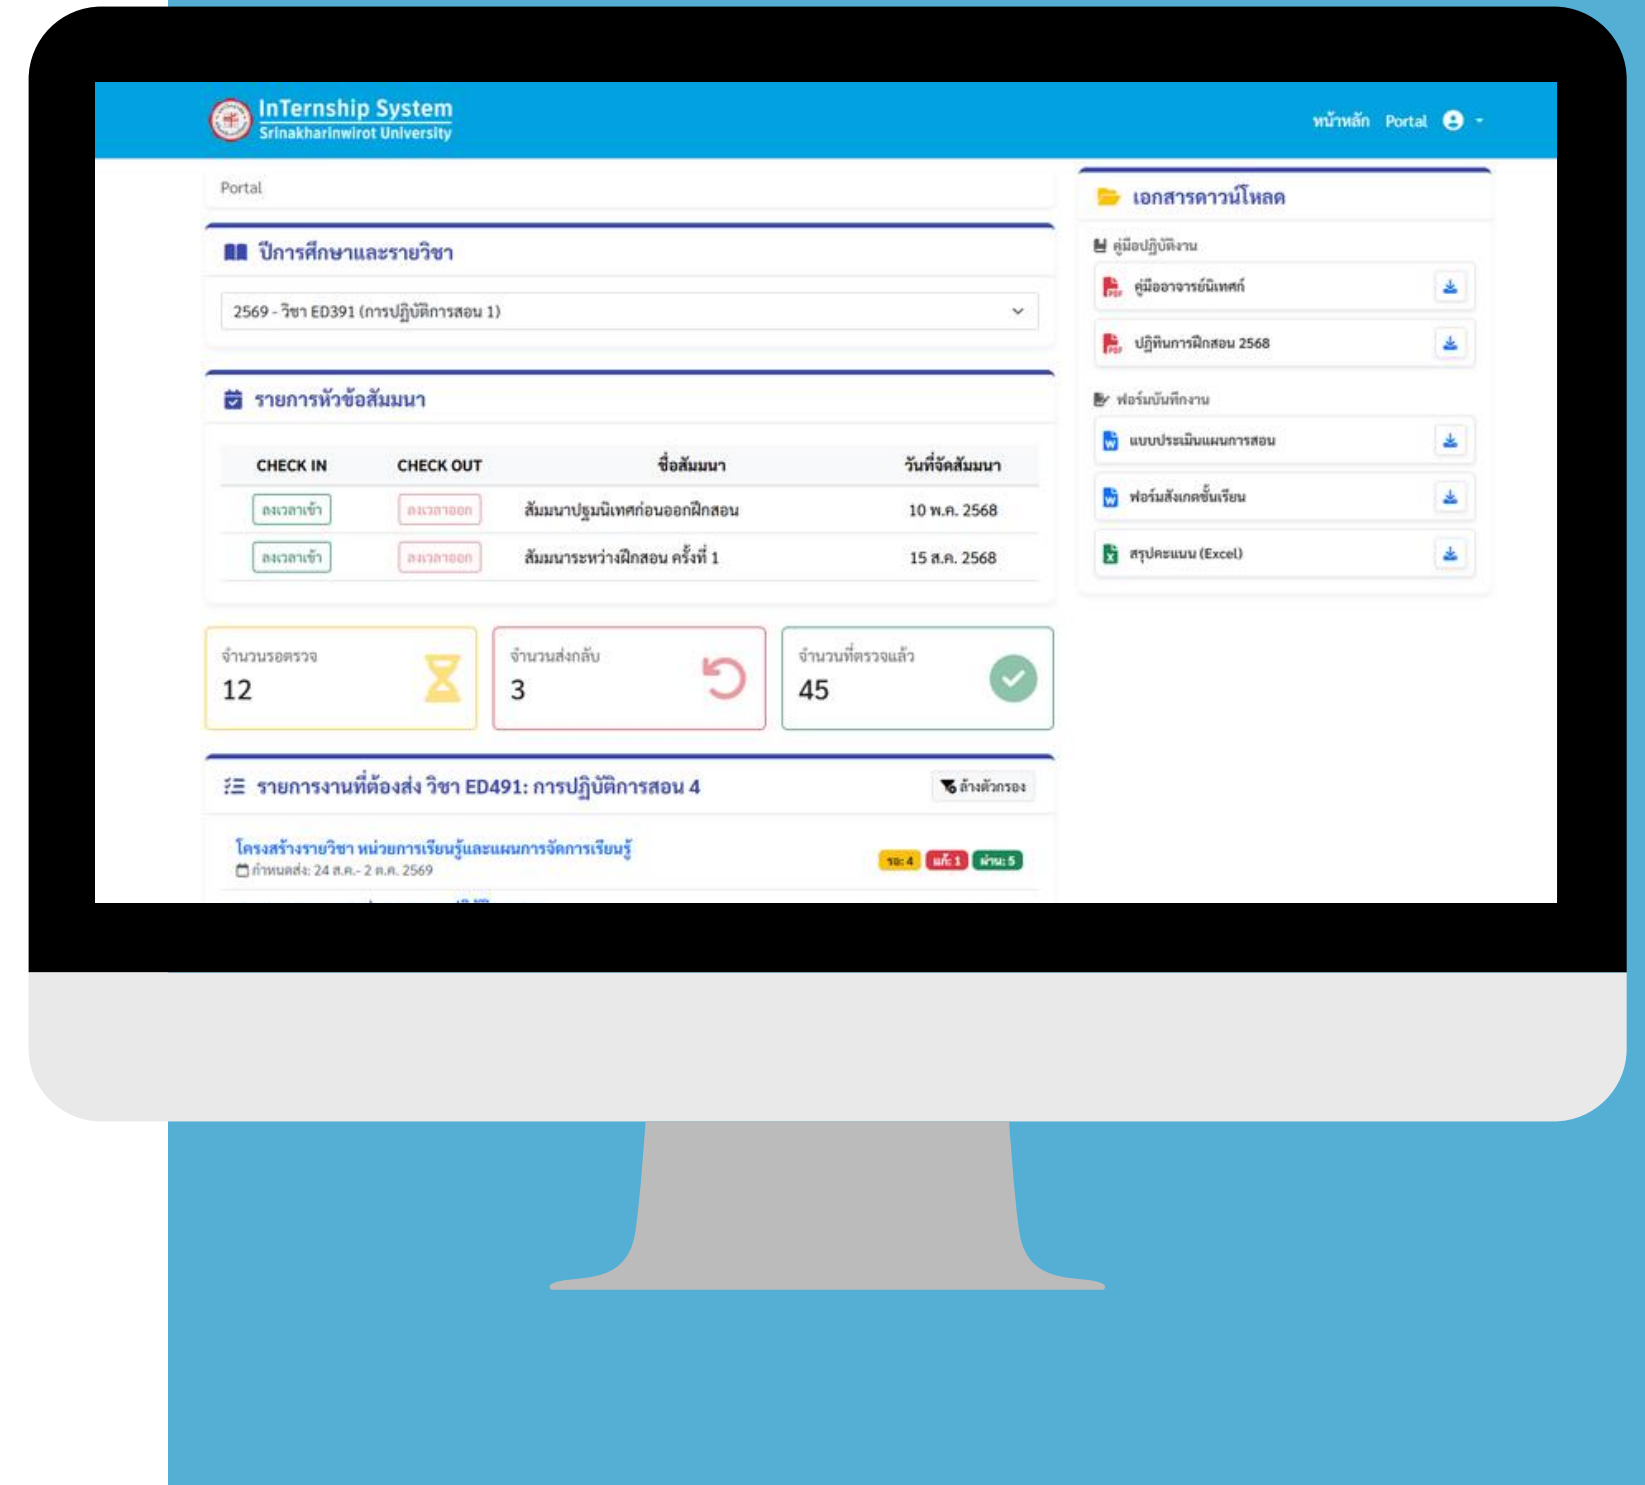 InTernship System
Srinakharinwirot University
หน้าหลัก Portal
Portal
ปีการศึกษาและรายวิชา
2569 - วิชา ED391 (การปฏิบัติการสอน 1)
รายการหัวข้อสัมมนา
CHECK IN CHECK OUT ชื่อสัมมนา วันที่จัดสัมมนา
ลงเวลาเข้า ลงเวลาออก สัมมนาปฐมนิเทศก่อนออกฝึกสอน 10 พ.ค. 2568
ลงเวลาเข้า ลงเวลาออก สัมมนาระหว่างฝึกสอน ครั้งที่ 1 15 ส.ค. 2568
จำนวนรอตรวจ
12
จำนวนส่งกลับ
3
จำนวนที่ตรวจแล้ว
45
รายการงานที่ต้องส่ง วิชา ED491: การปฏิบัติการสอน 4
ล้างตัวกรอง
โครงสร้างรายวิชา หน่วยการเรียนรู้และแผนการจัดการเรียนรู้
กำหนดส่ง: 24 ส.ค.- 2 ต.ค. 2569
รอ: 4 แก้: 1 ผ่าน: 5
เอกสารดาวน์โหลด
คู่มือปฏิบัติงาน
คู่มืออาจารย์นิเทศก์
ปฏิทินการฝึกสอน 2568
ฟอร์มบันทึกงาน
แบบประเมินแผนการสอน
ฟอร์มสังเกตชั้นเรียน
สรุปคะแนน (Excel)